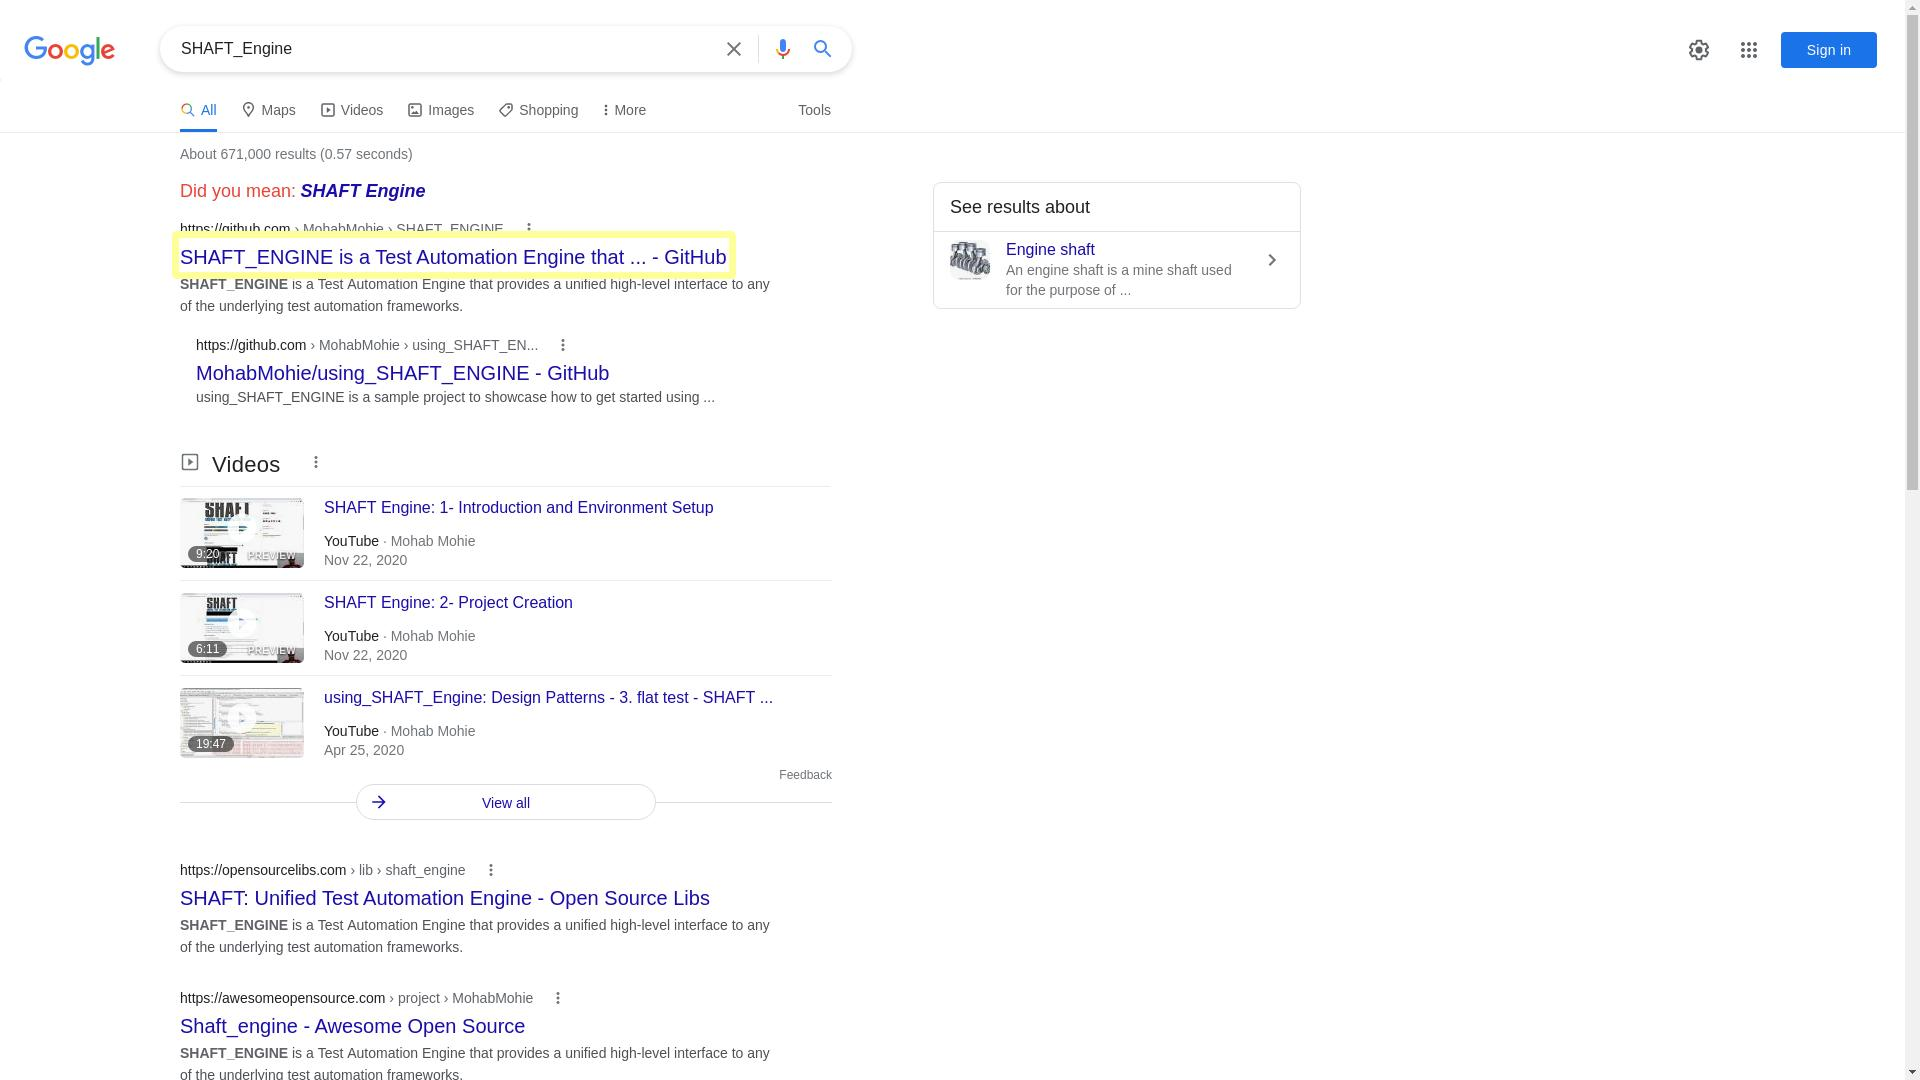 Google
SHAFT_Engine
Sign in
All
Maps
Videos
Images
Shopping
More
Tools
About 671,000 results (0.57 seconds)
Did you mean: SHAFT Engine
https://github.com › MohabMohie › SHAFT_ENGINE
SHAFT_ENGINE is a Test Automation Engine that ... - GitHub
SHAFT_ENGINE is a Test Automation Engine that provides a unified high-level interface to any
of the underlying test automation frameworks.
https://github.com › MohabMohie › using_SHAFT_EN...
MohabMohie/using_SHAFT_ENGINE - GitHub
using_SHAFT_ENGINE is a sample project to showcase how to get started using ...
See results about
Engine shaft
An engine shaft is a mine shaft used
for the purpose of ...
Videos
SHAFT
9:20
PREVIEW
SHAFT Engine: 1- Introduction and Environment Setup
YouTube · Mohab Mohie
Nov 22, 2020
SHAFT
6:11
PREVIEW
SHAFT Engine: 2- Project Creation
YouTube · Mohab Mohie
Nov 22, 2020
19:47
using_SHAFT_Engine: Design Patterns - 3. flat test - SHAFT ...
YouTube · Mohab Mohie
Apr 25, 2020
Feedback
View all
https://opensourcelibs.com › lib › shaft_engine
SHAFT: Unified Test Automation Engine - Open Source Libs
SHAFT_ENGINE is a Test Automation Engine that provides a unified high-level interface to any
of the underlying test automation frameworks.
https://awesomeopensource.com › project › MohabMohie
Shaft_engine - Awesome Open Source
SHAFT_ENGINE is a Test Automation Engine that provides a unified high-level interface to any
of the underlying test automation frameworks.